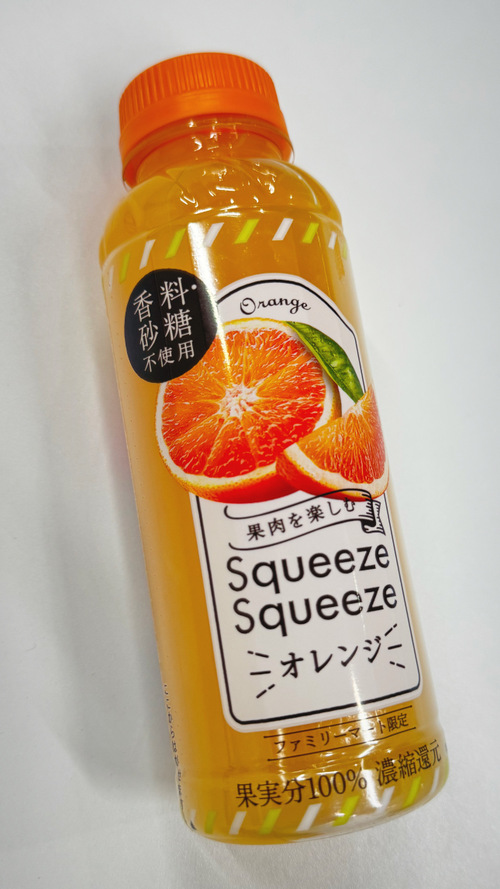 香料・
砂糖
不使用
Orange
果肉を楽しむ
Squeeze
Squeeze
オレンジ
ファミリーマート限定
果実分100% 濃縮還元